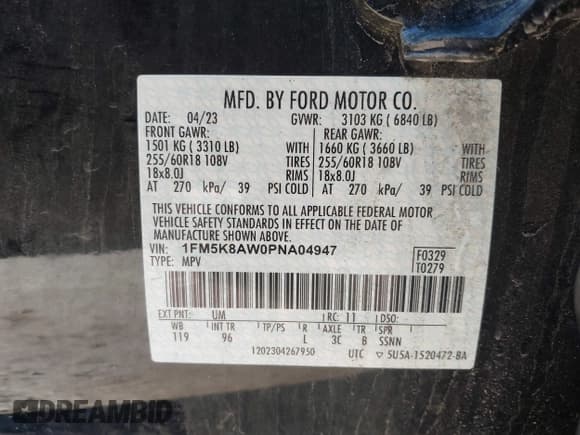 MFD. BY FORD MOTOR CO.
DATE: 04/23 GVWR: 3103 KG ( 6840 LB)
FRONT GAWR: REAR GAWR:
1501 KG ( 3310 LB) 1660 KG ( 3660 LB)
255/60R18 108V TIRES 255/60R18 108V TIRES
18x8.0J RIMS 18x8.0J RIMS
AT 270 kPa/ 39 PSI COLD AT 270 kPa/ 39 PSI COLD
THIS VEHICLE CONFORMS TO ALL APPLICABLE FEDERAL MOTOR
VEHICLE SAFETY STANDARDS IN EFFECT ON THE DATE OF
MANUFACTURE SHOWN ABOVE.
VIN: 1FM5K8AW0PNA04947 F0329
TYPE: MPV T0279
EXT PNT: UM RC: 11 DSO:
WB INT TR TP/PS R AXLE TR SPR
119 96 L 3C B SSNN
1202304267950 UTC ▽ 5U5A-1520472-BA
DREAMBID